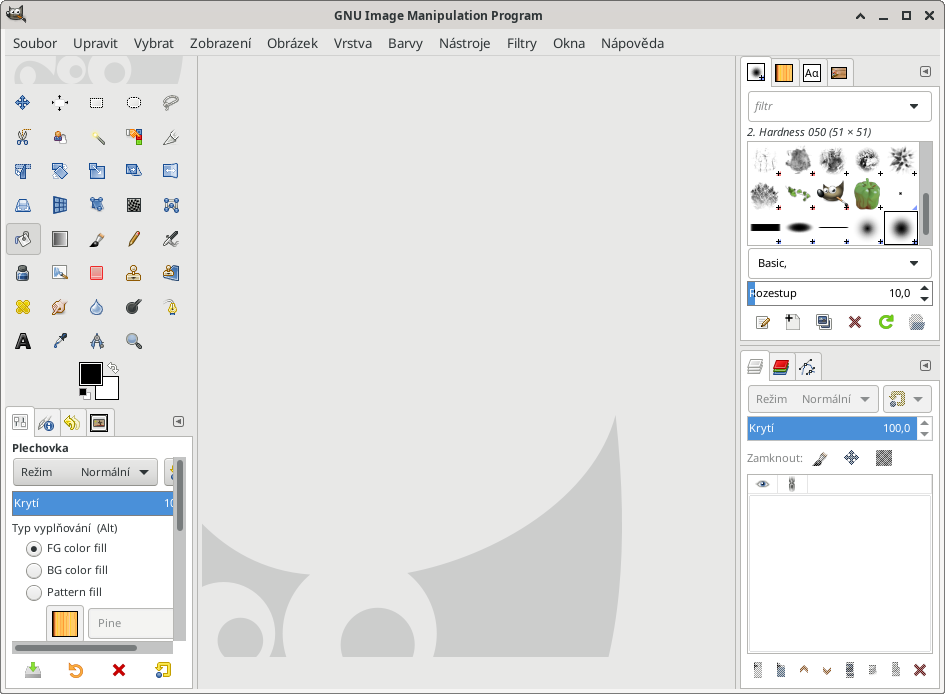 GNU Image Manipulation Program
Soubor Upravit Vybrat Zobrazení Obrázek Vrstva Barvy Nástroje Filtry Okna Nápověda
Aα
filtr
2. Hardness 050 (51 × 51)
Basic,
Rozestup 10,0
Režim Normální
Krytí 100,0
Zamknout:
Plechovka
Režim Normální
Krytí 10
Typ vyplňování (Alt)
FG color fill
BG color fill
Pattern fill
Pine